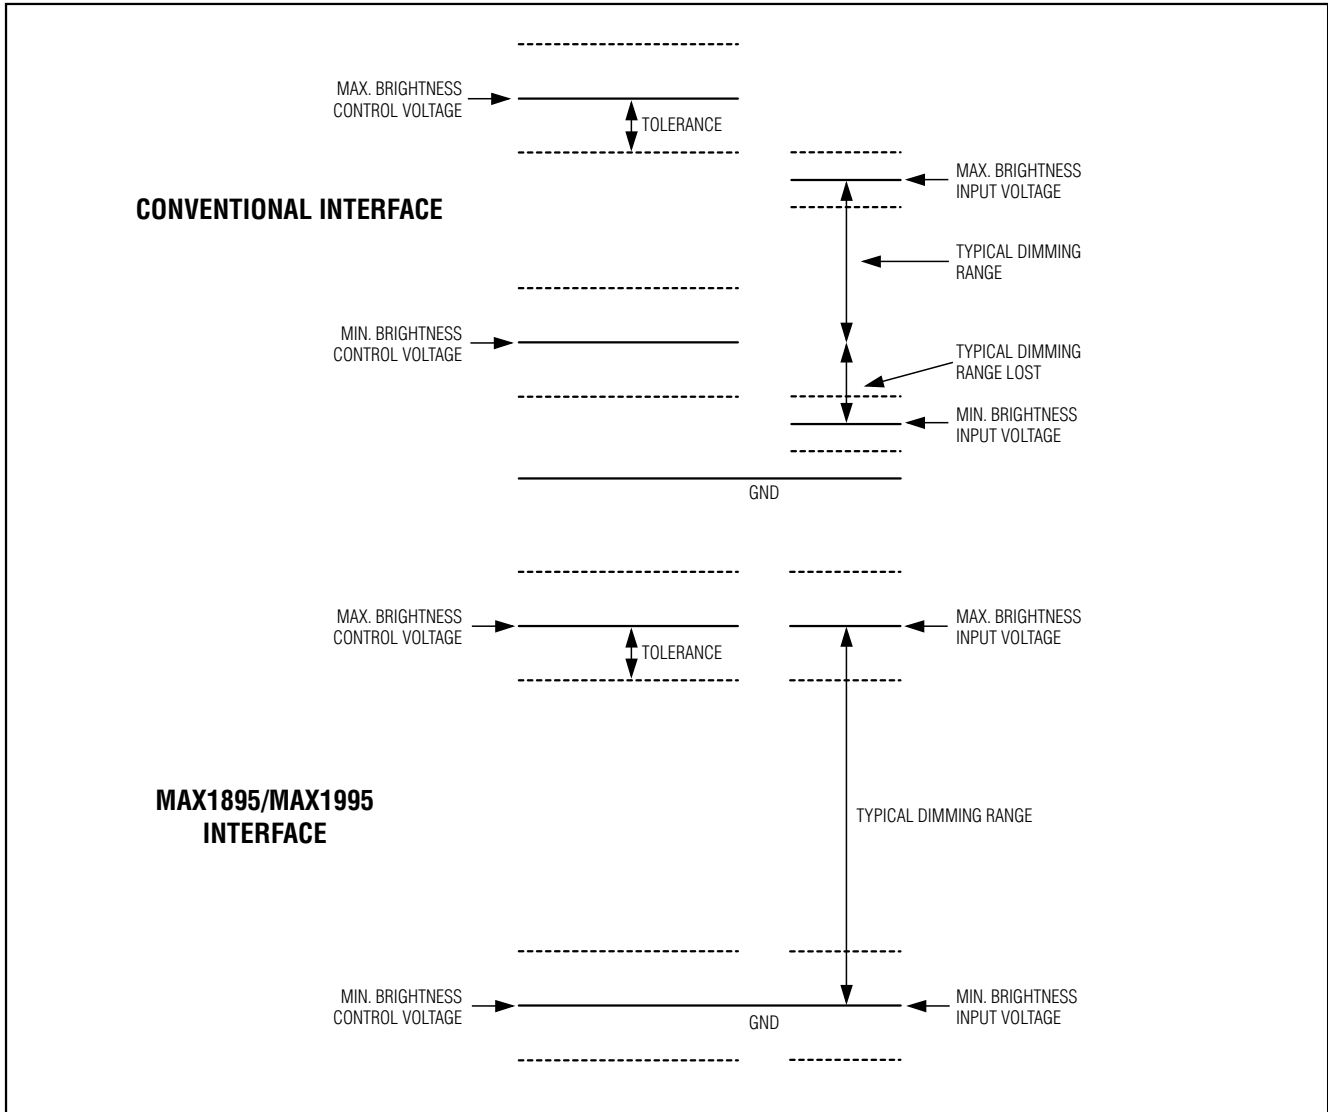 MAX. BRIGHTNESS
CONTROL VOLTAGE
TOLERANCE
MAX. BRIGHTNESS
INPUT VOLTAGE
CONVENTIONAL INTERFACE
TYPICAL DIMMING
RANGE
MIN. BRIGHTNESS
CONTROL VOLTAGE
TYPICAL DIMMING
RANGE LOST
MIN. BRIGHTNESS
INPUT VOLTAGE
GND
MAX. BRIGHTNESS
CONTROL VOLTAGE
MAX. BRIGHTNESS
INPUT VOLTAGE
TOLERANCE
MAX1895/MAX1995
INTERFACE
TYPICAL DIMMING RANGE
MIN. BRIGHTNESS
CONTROL VOLTAGE
GND
MIN. BRIGHTNESS
INPUT VOLTAGE